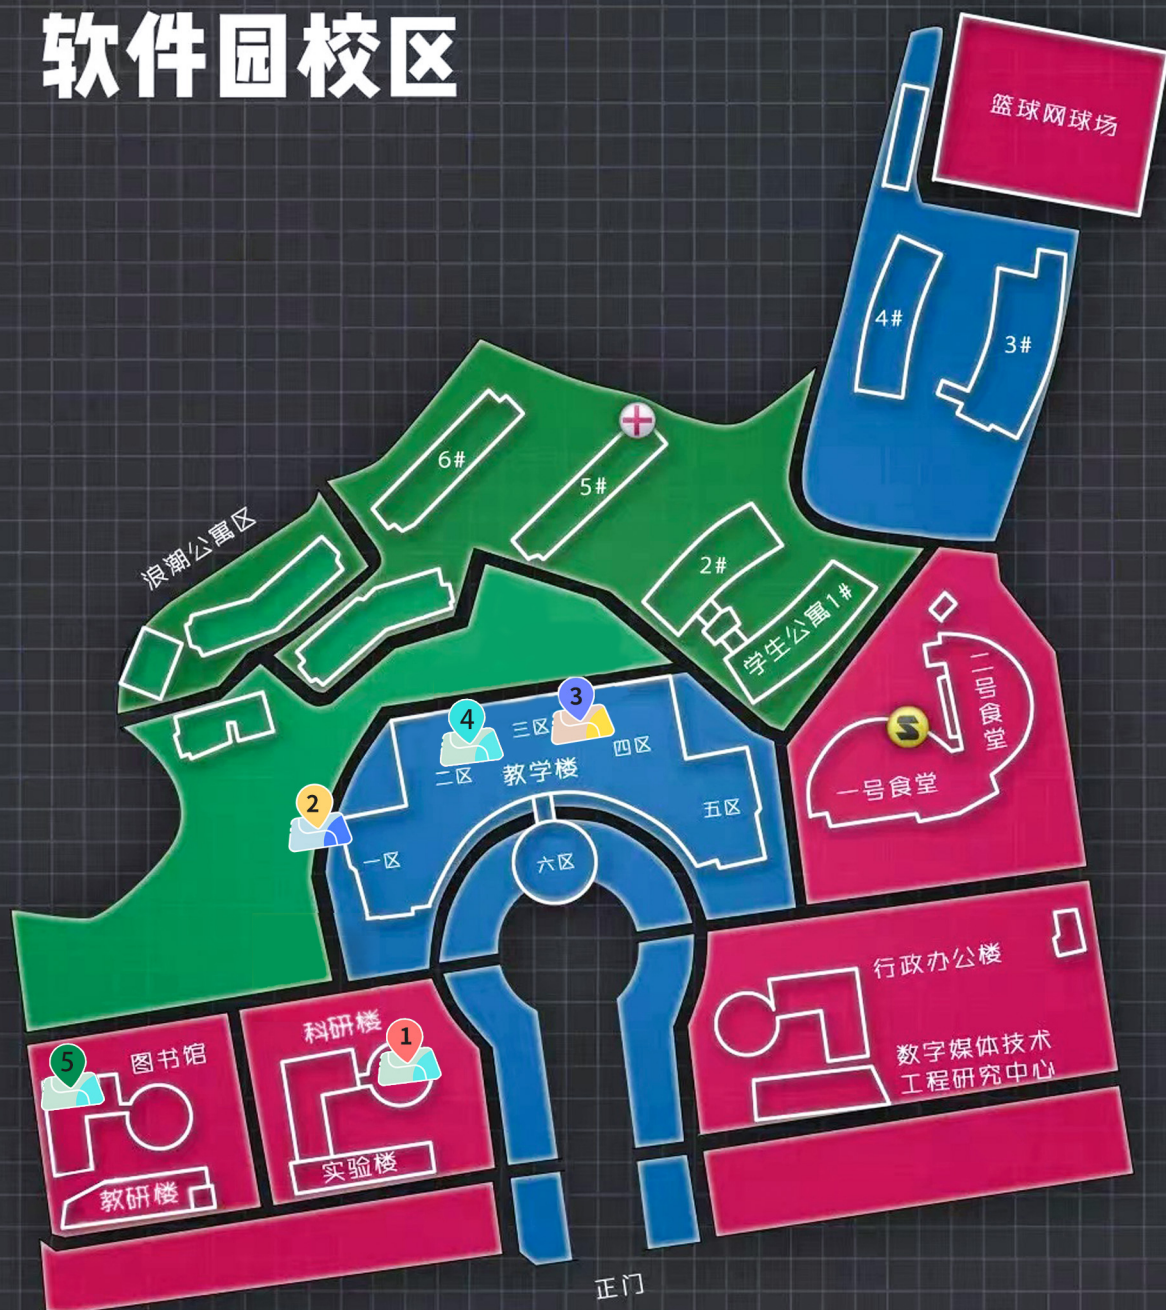 软件园校区
篮球网球场
4#
3#
6#
5#
浪潮公寓区
2#
学生公寓1#
二号食堂
3
4
三区
四区
二区
教学楼
一号食堂
2
五区
一区
六区
行政办公楼
科研楼
1
图书馆
5
数字媒体技术
工程研究中心
实验楼
教研楼
正门